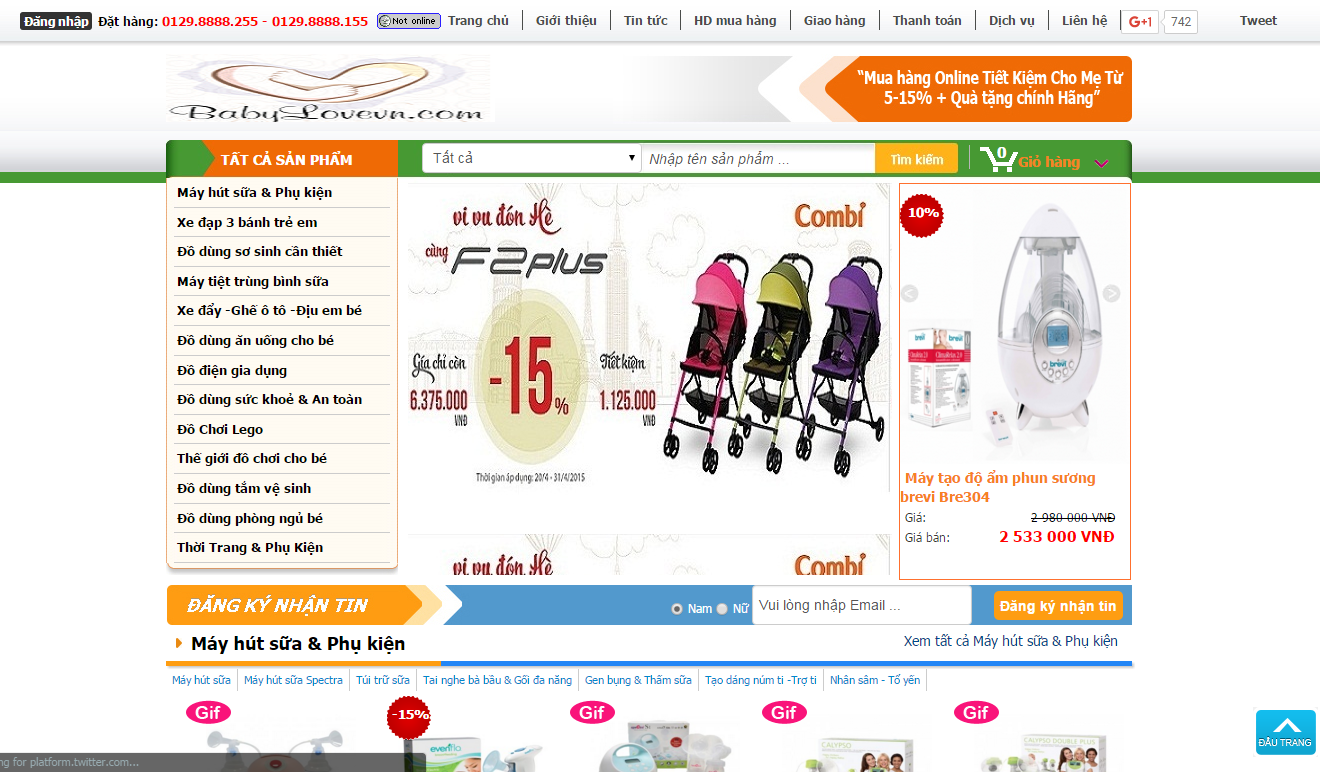 Đăng nhập Đặt hàng: 0129.8888.255 - 0129.8888.155 Not online Trang chủ Giới thiệu Tin tức HD mua hàng Giao hàng Thanh toán Dịch vụ Liên hệ G+1 742 Tweet
BabyLovevn.com
“Mua hàng Online Tiết Kiệm Cho Mẹ Từ
5-15% + Quà tặng chính Hãng”
TẤT CẢ SẢN PHẨM
Tất cả
Nhập tên sản phẩm ...
Tìm kiếm
0
Giỏ hàng
Máy hút sữa & Phụ kiện
Xe đạp 3 bánh trẻ em
Đồ dùng sơ sinh cần thiết
Máy tiệt trùng bình sữa
Xe đẩy -Ghế ô tô -Địu em bé
Đồ dùng ăn uống cho bé
Đồ điện gia dụng
Đồ dùng sức khoẻ & An toàn
Đồ Chơi Lego
Thế giới đồ chơi cho bé
Đồ dùng tắm vệ sinh
Đồ dùng phòng ngủ bé
Thời Trang & Phụ Kiện
vi vu đón Hè
Combi
cùng F2plus
Gía chỉ còn
6.375.000
VNĐ
-15%
Tiết kiệm
1.125.000
VNĐ
Thời gian áp dụng: 20/4 - 31/4/2015
vi vu đón Hè
Combi
10%
brevi
Máy tạo độ ẩm phun sương
brevi Bre304
Giá: 2 980 000 VNĐ
Giá bán: 2 533 000 VNĐ
ĐĂNG KÝ NHẬN TIN
Nam Nữ
Vui lòng nhập Email ...
Đăng ký nhận tin
Máy hút sữa & Phụ kiện
Xem tất cả Máy hút sữa & Phụ kiện
Máy hút sữa Máy hút sữa Spectra Túi trữ sữa Tai nghe bà bầu & Gối đa năng Gen bụng & Thấm sữa Tạo dáng núm ti -Trợ ti Nhân sâm - Tổ yến
Gif
-15%
Gif
Gif
Gif
evenflo
CALYPSO
CALYPSO DOUBLE PLUS
ĐẦU TRANG
ng for platform.twitter.com...